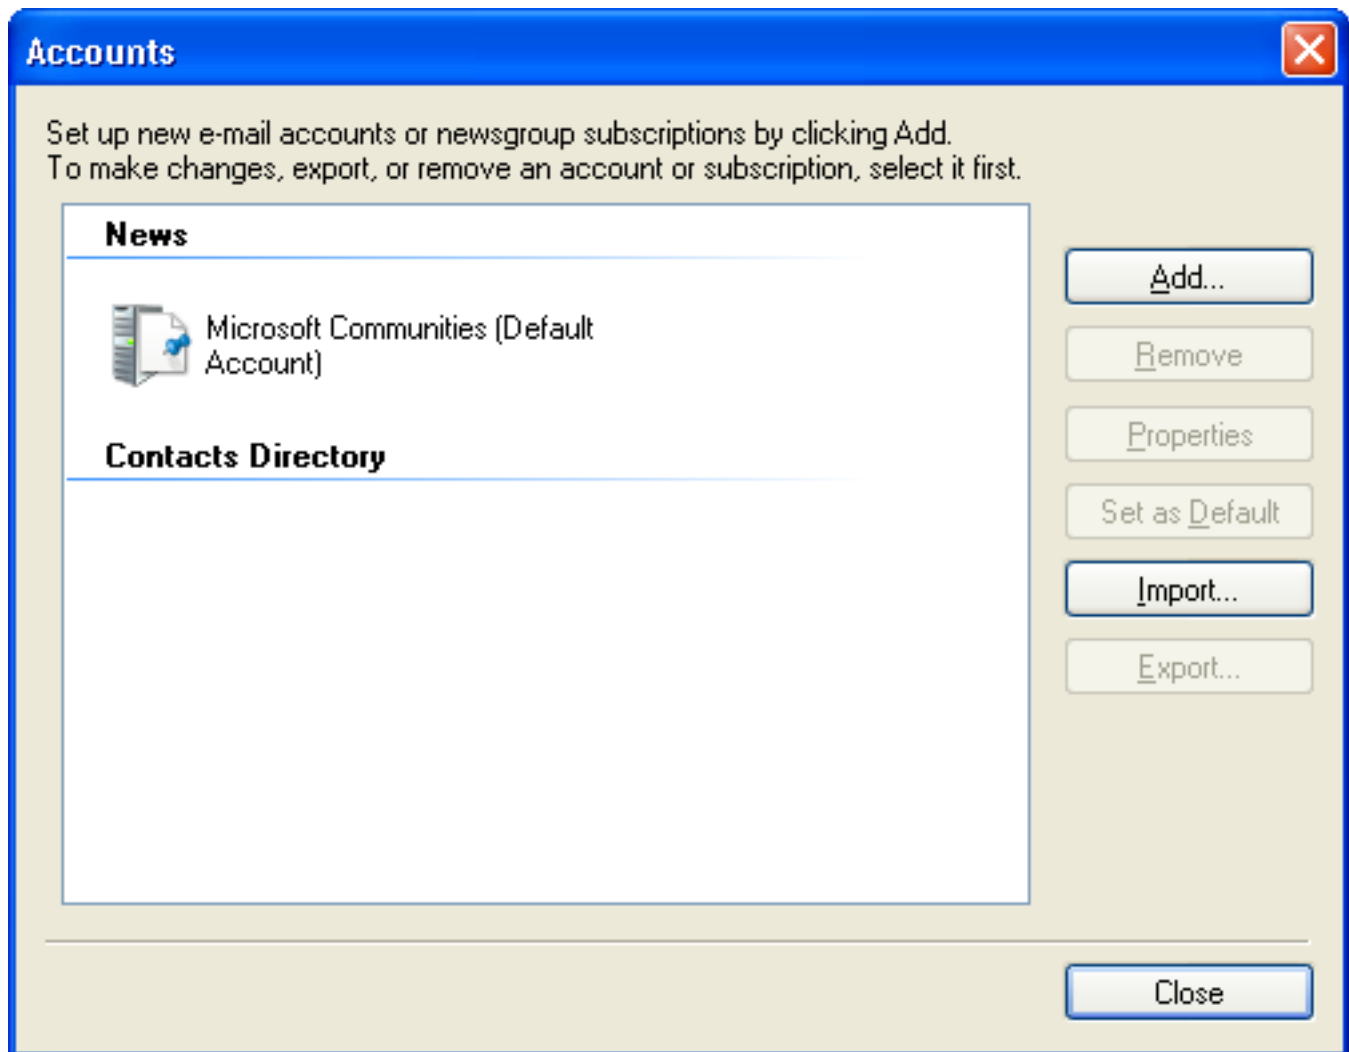 Accounts
Set up new e-mail accounts or newsgroup subscriptions by clicking Add.
To make changes, export, or remove an account or subscription, select it first.
News
Microsoft Communities (Default
Account)
Contacts Directory
Add...
Remove
Properties
Set as Default
Import...
Export...
Close